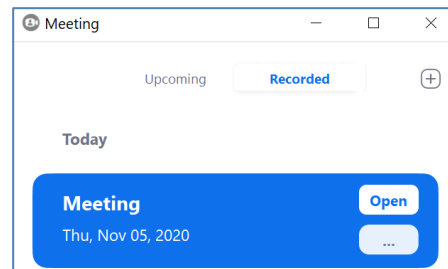 Meeting
Upcoming Recorded
Today
Meeting Open
Thu, Nov 05, 2020 ...